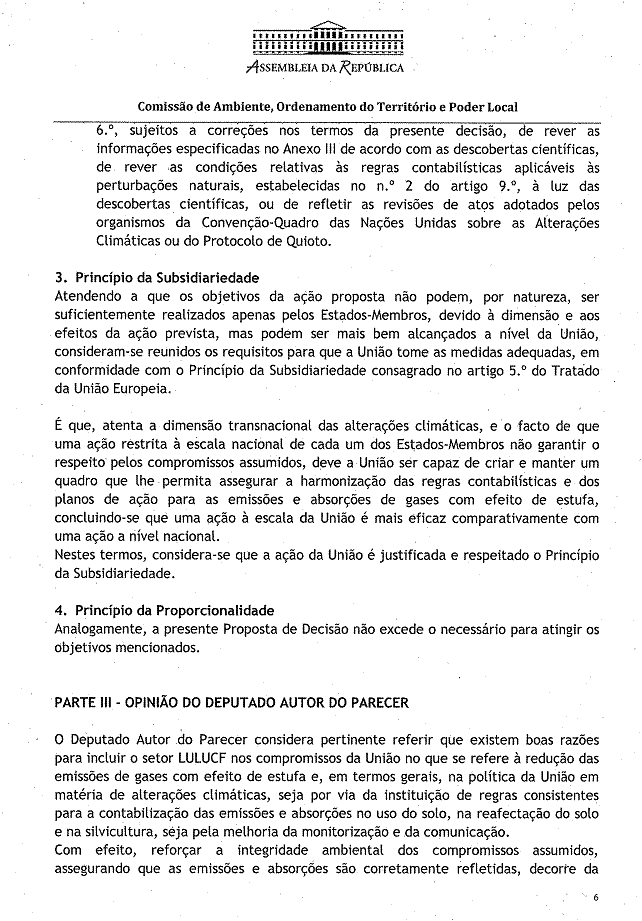 ASSEMBLEIA DA REPÚBLICA
Comissão de Ambiente, Ordenamento do Território e Poder Local
6.º, sujeitos a correções nos termos da presente decisão, de rever as
informações especificadas no Anexo III de acordo com as descobertas científicas,
de rever as condições relativas às regras contabilísticas aplicáveis às
perturbações naturais, estabelecidas no n.º 2 do artigo 9.º, à luz das
descobertas científicas, ou de refletir as revisões de atos adotados pelos
organismos da Convenção-Quadro das Nações Unidas sobre as Alterações
Climáticas ou do Protocolo de Quioto.
3. Princípio da Subsidiariedade
Atendendo a que os objetivos da ação proposta não podem, por natureza, ser
suficientemente realizados apenas pelos Estados-Membros, devido à dimensão e aos
efeitos da ação prevista, mas podem ser mais bem alcançados a nível da União,
consideram-se reunidos os requisitos para que a União tome as medidas adequadas, em
conformidade com o Princípio da Subsidiariedade consagrado no artigo 5.º do Tratado
da União Europeia.
É que, atenta a dimensão transnacional das alterações climáticas, e o facto de que
uma ação restrita à escala nacional de cada um dos Estados-Membros não garantir o
respeito pelos compromissos assumidos, deve a União ser capaz de criar e manter um
quadro que lhe permita assegurar a harmonização das regras contabilísticas e dos
planos de ação para as emissões e absorções de gases com efeito de estufa,
concluindo-se que uma ação à escala da União é mais eficaz comparativamente com
uma ação a nível nacional.
Nestes termos, considera-se que a ação da União é justificada e respeitado o Princípio
da Subsidiariedade.
4. Princípio da Proporcionalidade
Analogamente, a presente Proposta de Decisão não excede o necessário para atingir os
objetivos mencionados.
PARTE III - OPINIÃO DO DEPUTADO AUTOR DO PARECER
O Deputado Autor do Parecer considera pertinente referir que existem boas razões
para incluir o setor LULUCF nos compromissos da União no que se refere à redução das
emissões de gases com efeito de estufa e, em termos gerais, na política da União em
matéria de alterações climáticas, seja por via da instituição de regras consistentes
para a contabilização das emissões e absorções no uso do solo, na reafectação do solo
e na silvicultura, seja pela melhoria da monitorização e da comunicação.
Com efeito, reforçar a integridade ambiental dos compromissos assumidos,
assegurando que as emissões e absorções são corretamente refletidas, decorre da
6